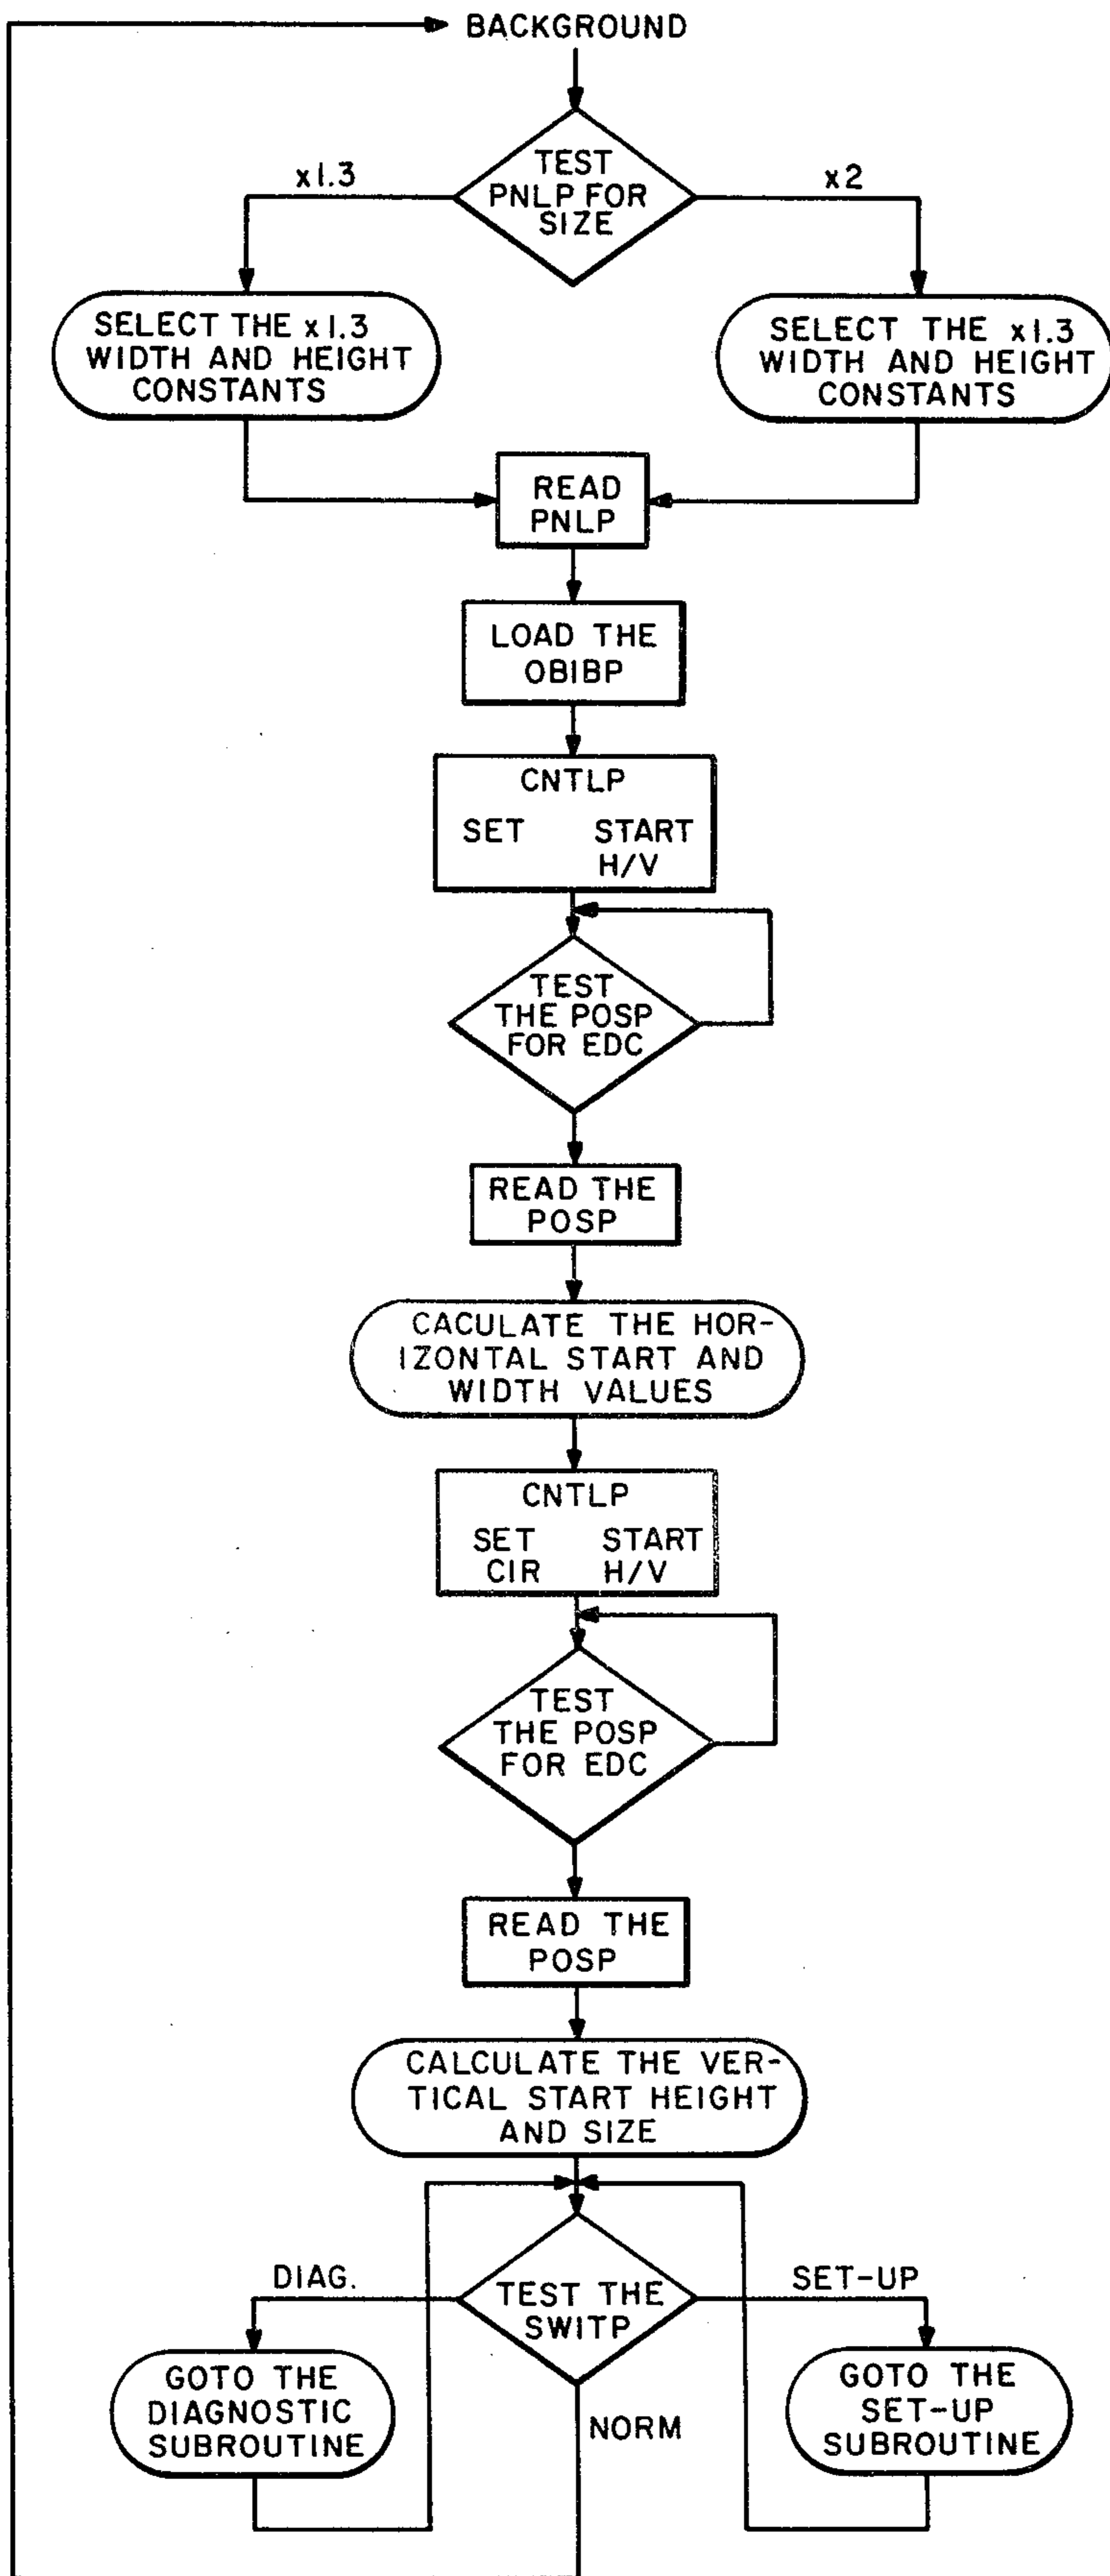 BACKGROUND
TEST
PNLP FOR
SIZE
x1.3
x2
SELECT THE x1.3
WIDTH AND HEIGHT
CONSTANTS
SELECT THE x1.3
WIDTH AND HEIGHT
CONSTANTS
READ
PNLP
LOAD THE
OBIBP
CNTLP
SET START
H/V
TEST
THE POSP
FOR EDC
READ THE
POSP
CACULATE THE HOR-
IZONTAL START AND
WIDTH VALUES
CNTLP
SET START
CIR H/V
TEST
THE POSP
FOR EDC
READ THE
POSP
CALCULATE THE VER-
TICAL START HEIGHT
AND SIZE
DIAG.
TEST THE
SWITP
SET-UP
GOTO THE
DIAGNOSTIC
SUBROUTINE
NORM
GOTO THE
SET-UP
SUBROUTINE